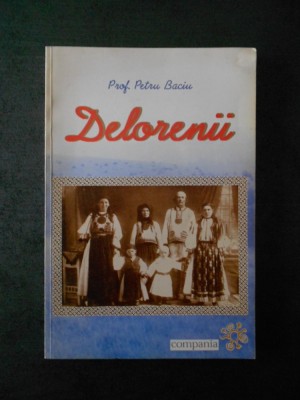 Prof. Petru Baciu
Delorenii
compania